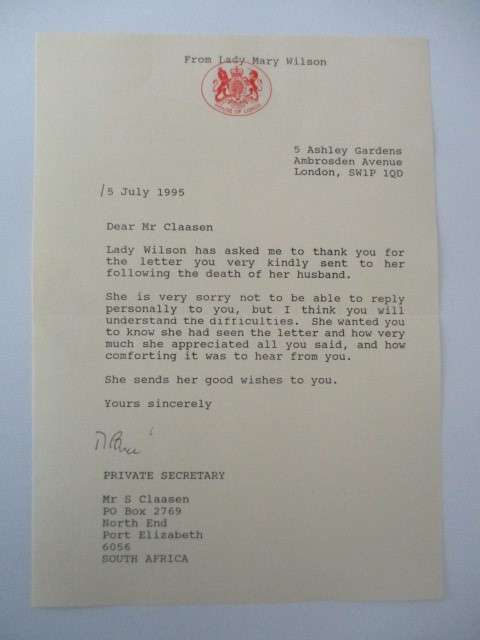 From Lady Mary Wilson
HOUSE OF LORDS
5 Ashley Gardens
Ambrosden Avenue
London, SW1P 1QD
15 July 1995
Dear Mr Claasen
Lady Wilson has asked me to thank you for
the letter you very kindly sent to her
following the death of her husband.
She is very sorry not to be able to reply
personally to you, but I think you will
understand the difficulties. She wanted you
to know she had seen the letter and how very
much she appreciated all you said, and how
comforting it was to hear from you.
She sends her good wishes to you.
Yours sincerely
PRIVATE SECRETARY
Mr S Claasen
PO Box 2769
North End
Port Elizabeth
6056
SOUTH AFRICA